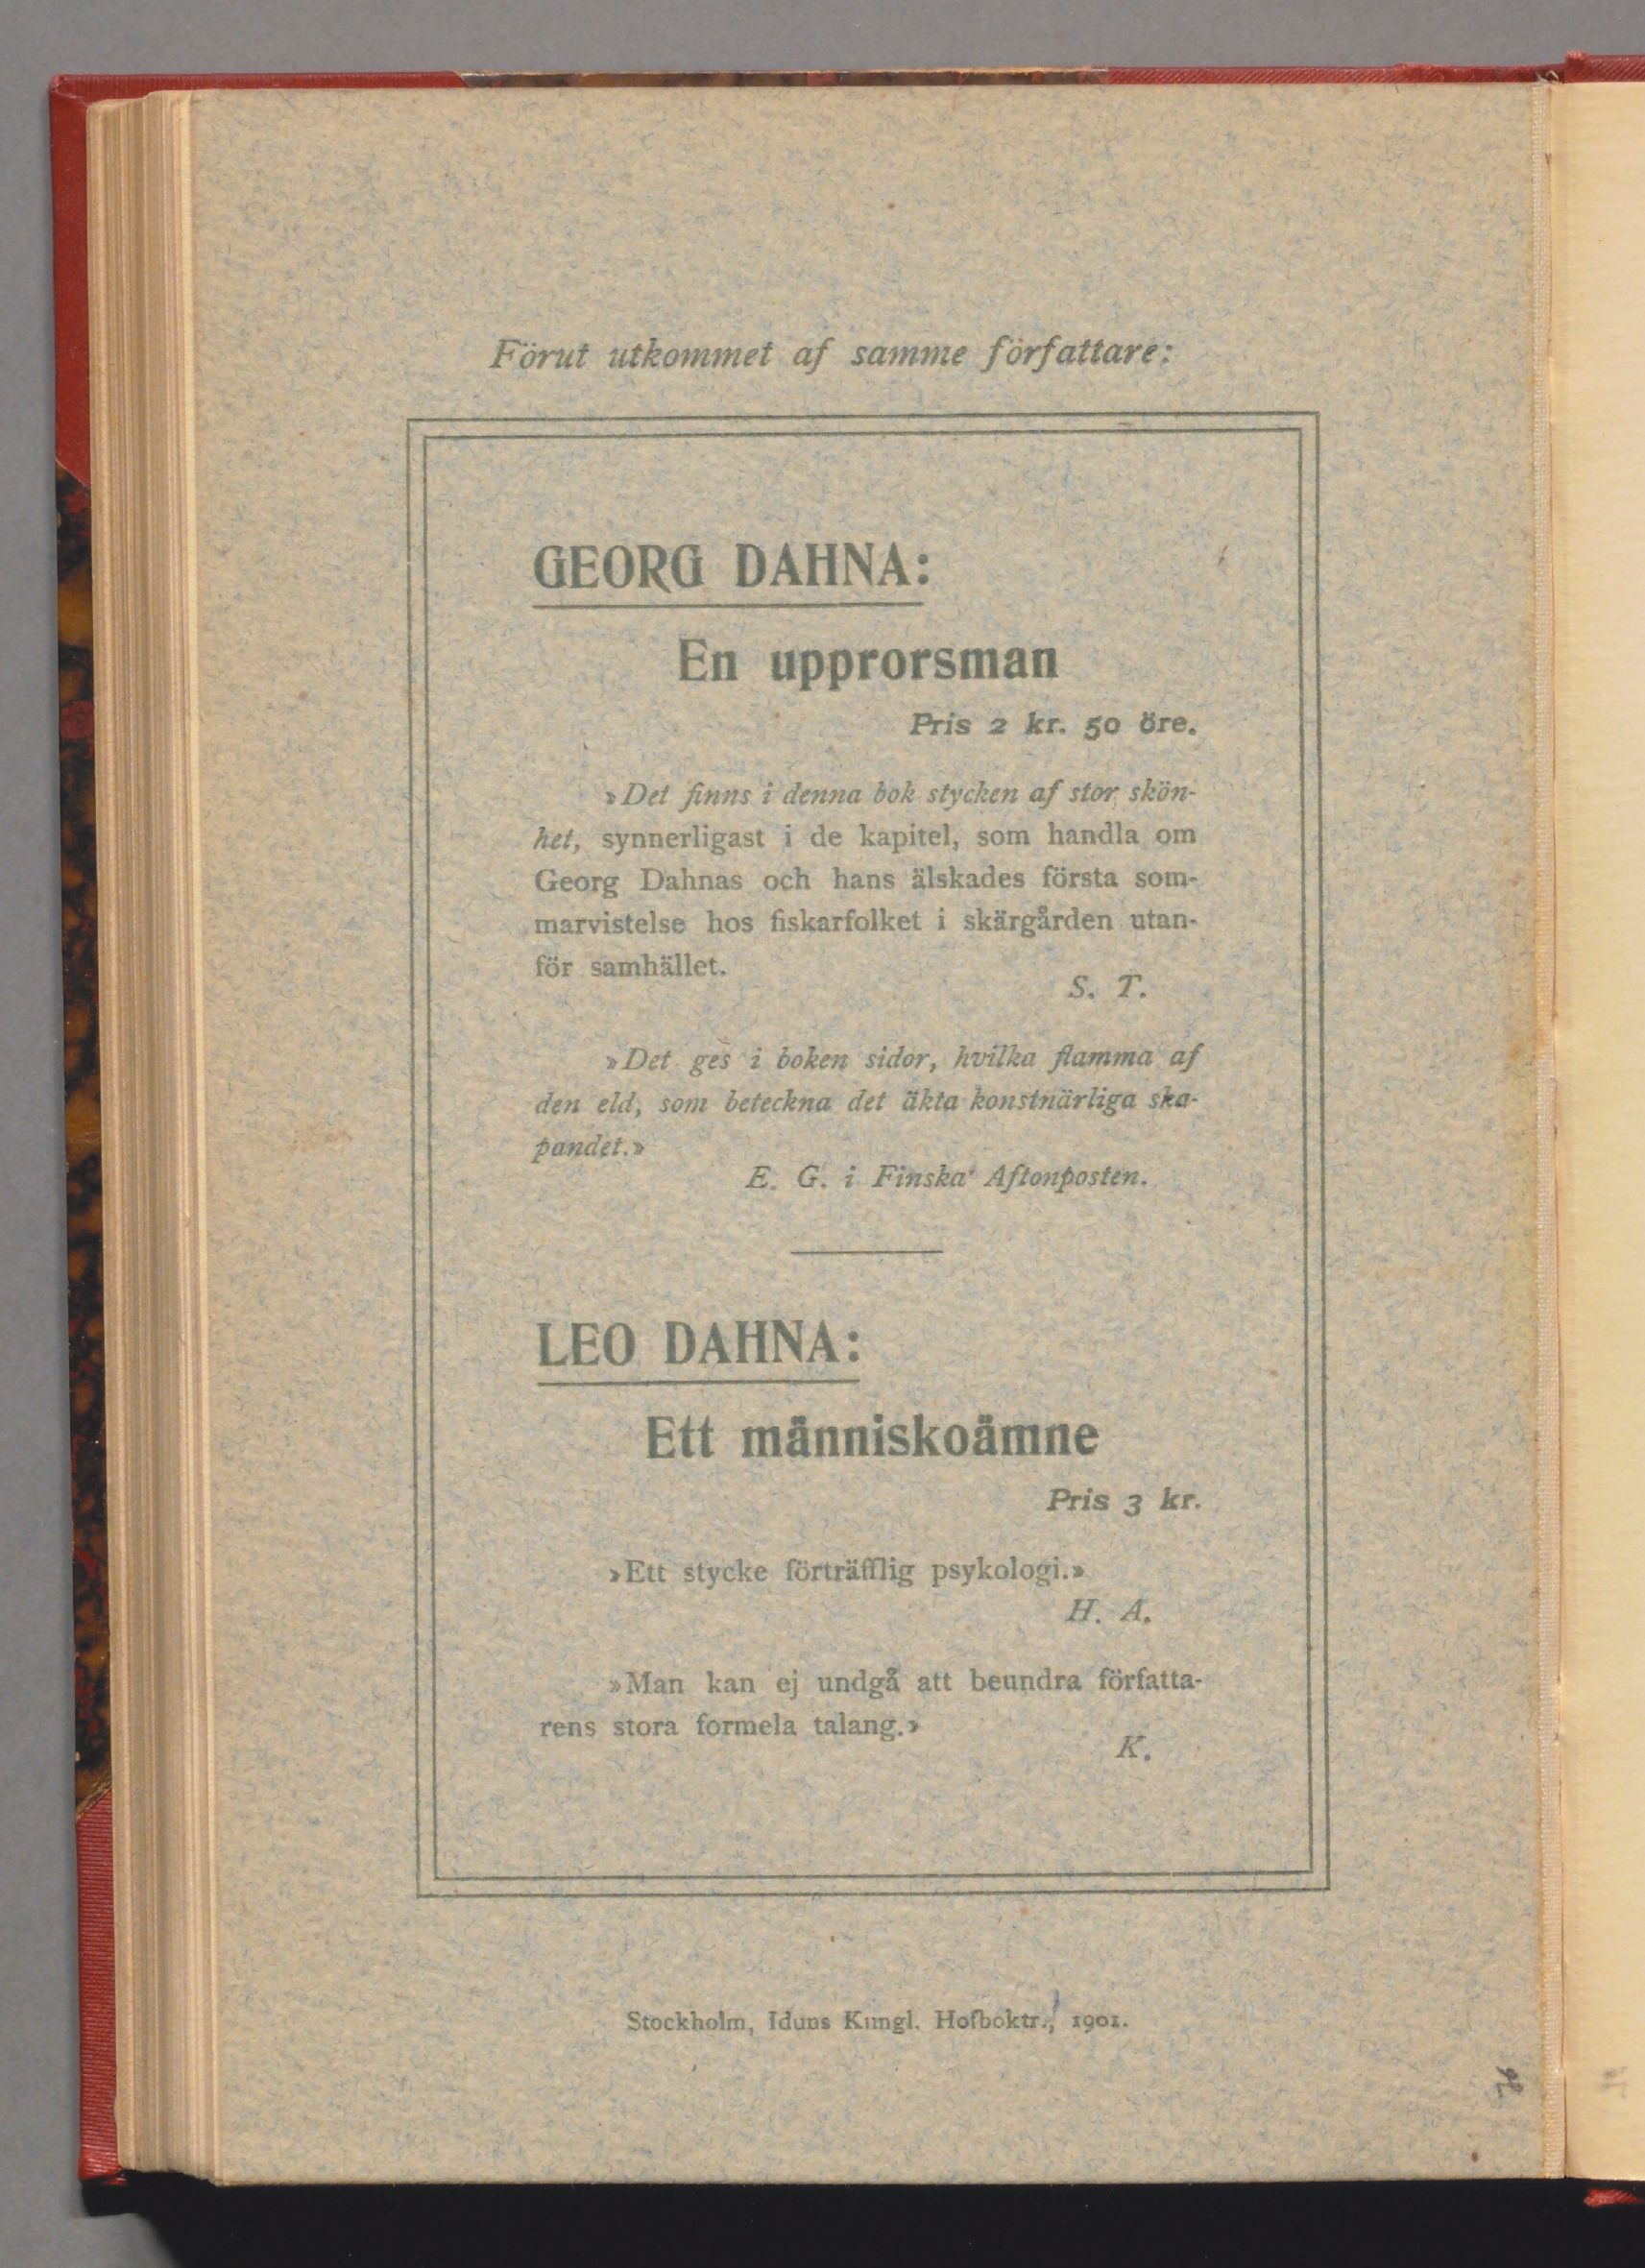 Förut utkommet af samme författare:
GEORG DAHNA:
En upprorsman
Pris 2 kr. 50 öre.
»Det finns i denna bok stycken af stor skön-
het, synnerligast i de kapitel, som handla om
Georg Dahnas och hans älskades första som-
marvistelse hos fiskarfolket i skärgården utan-
för samhället.
S. T.
»Det ges i boken sidor, hvilka flamma af
den eld, som beteckna det äkta konstnärliga ska-
pandet.»
E. G. i Finska Aftonposten.
LEO DAHNA:
Ett människoämne
Pris 3 kr.
»Ett stycke förträfflig psykologi.»
H. A.
»Man kan ej undgå att beundra författa-
rens stora formela talang.»
K.
Stockholm, Iduns Kungl. Hofboktr., 1901.